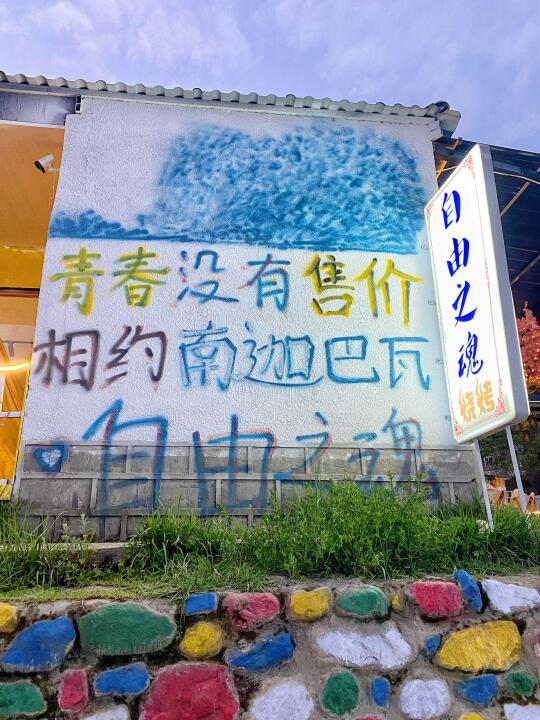 青春没有售价
相约南迦巴瓦
自由之魂
自由之魂
烧烤